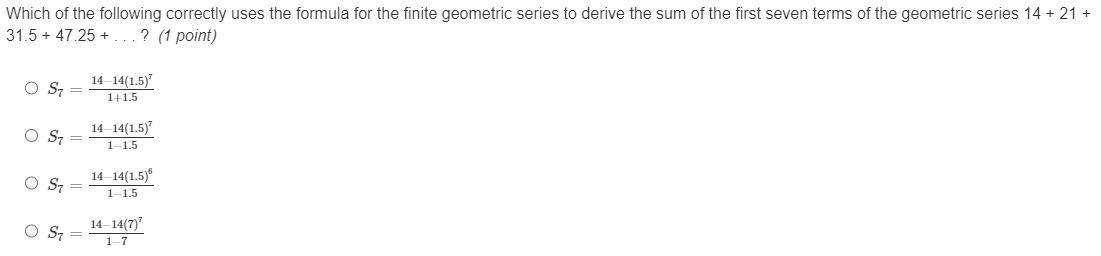 Which of the following correctly uses the formula for the finite geometric series to derive the sum of the first seven terms of the geometric series 14 + 21 +
31.5 + 47.25 + . . . ? (1 point)
S₇ = 14–14(1.5)⁷ / 1+1.5
S₇ = 14–14(1.5)⁷ / 1–1.5
S₇ = 14–14(1.5)⁶ / 1–1.5
S₇ = 14–14(7)⁷ / 1–7